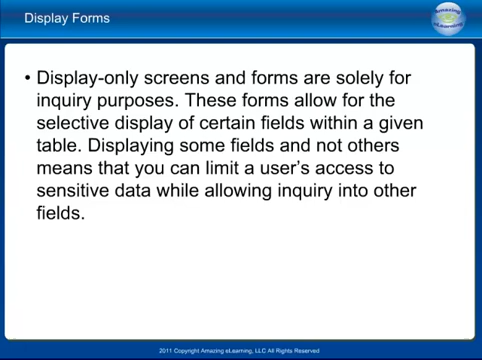 Display Forms
Amazing
eLearning
• Display-only screens and forms are solely for
inquiry purposes. These forms allow for the
selective display of certain fields within a given
table. Displaying some fields and not others
means that you can limit a user’s access to
sensitive data while allowing inquiry into other
fields.
2011 Copyright Amazing eLearning, LLC All Rights Reserved